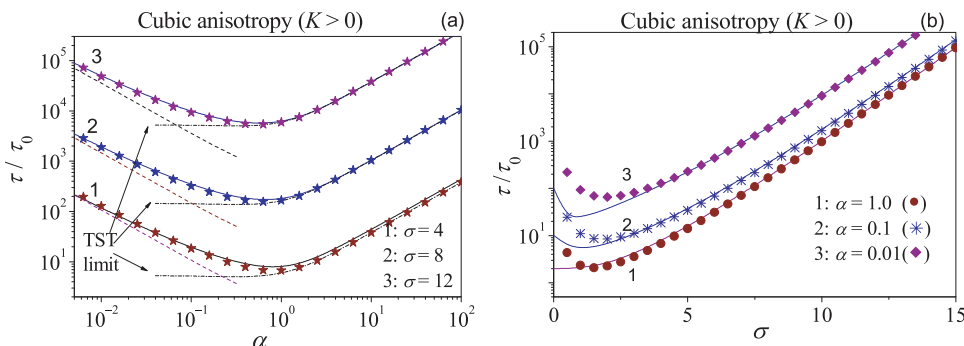 Cubic anisotropy (K > 0) (a)
10^5
10^4
10^3
10^2
10^1
τ / τ_0
3
2
1
TST
limit
1: σ = 4
2: σ = 8
3: σ = 12
10^-2 10^-1 10^0 10^1 10^2
α
Cubic anisotropy (K > 0) (b)
10^5
10^3
10^1
τ / τ_0
3
2
1
1: α = 1.0 (●)
2: α = 0.1 (✳)
3: α = 0.01 (◆)
0 5 10 15
σ